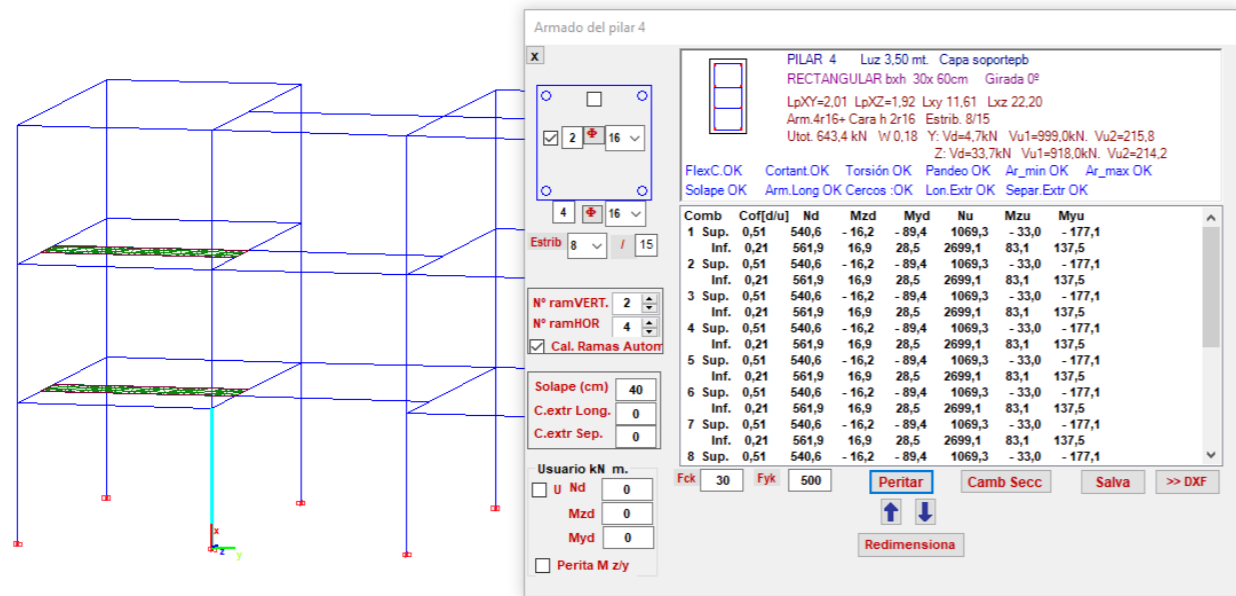 Armado del pilar 4
X
2 Φ 16
4 Φ 16
Estrib 8 / 15
Nº ramVERT. 2
Nº ramHOR 4
Cal. Ramas Autom
Solape (cm) 40
C.extr Long. 0
C.extr Sep. 0
Usuario kN m.
U Nd 0
Mzd 0
Myd 0
Perita M z/y
PILAR 4 Luz 3,50 mt. Capa soportepb
RECTANGULAR bxh 30x 60cm Girada 0º
LpXY=2,01 LpXZ=1,92 Lxy 11,61 Lxz 22,20
Arm.4r16+ Cara h 2r16 Estrib. 8/15
Utot. 643,4 kN W 0,18 Y: Vd=4,7kN Vu1=999,0kN. Vu2=215,8
Z: Vd=33,7kN Vu1=918,0kN. Vu2=214,2
FlexC.OK Cortant.OK Torsión OK Pandeo OK Ar_min OK Ar_max OK
Solape OK Arm.Long OK Cercos :OK Lon.Extr OK Separ.Extr OK
Comb Cof[d/u] Nd Mzd Myd Nu Mzu Myu
1 Sup. 0,51 540,6 - 16,2 - 89,4 1069,3 - 33,0 - 177,1
Inf. 0,21 561,9 16,9 28,5 2699,1 83,1 137,5
2 Sup. 0,51 540,6 - 16,2 - 89,4 1069,3 - 33,0 - 177,1
Inf. 0,21 561,9 16,9 28,5 2699,1 83,1 137,5
3 Sup. 0,51 540,6 - 16,2 - 89,4 1069,3 - 33,0 - 177,1
Inf. 0,21 561,9 16,9 28,5 2699,1 83,1 137,5
4 Sup. 0,51 540,6 - 16,2 - 89,4 1069,3 - 33,0 - 177,1
Inf. 0,21 561,9 16,9 28,5 2699,1 83,1 137,5
5 Sup. 0,51 540,6 - 16,2 - 89,4 1069,3 - 33,0 - 177,1
Inf. 0,21 561,9 16,9 28,5 2699,1 83,1 137,5
6 Sup. 0,51 540,6 - 16,2 - 89,4 1069,3 - 33,0 - 177,1
Inf. 0,21 561,9 16,9 28,5 2699,1 83,1 137,5
7 Sup. 0,51 540,6 - 16,2 - 89,4 1069,3 - 33,0 - 177,1
Inf. 0,21 561,9 16,9 28,5 2699,1 83,1 137,5
8 Sup. 0,51 540,6 - 16,2 - 89,4 1069,3 - 33,0 - 177,1
Fck 30 Fyk 500 Peritar Camb Secc Salva >> DXF
Redimensiona
x
z
y